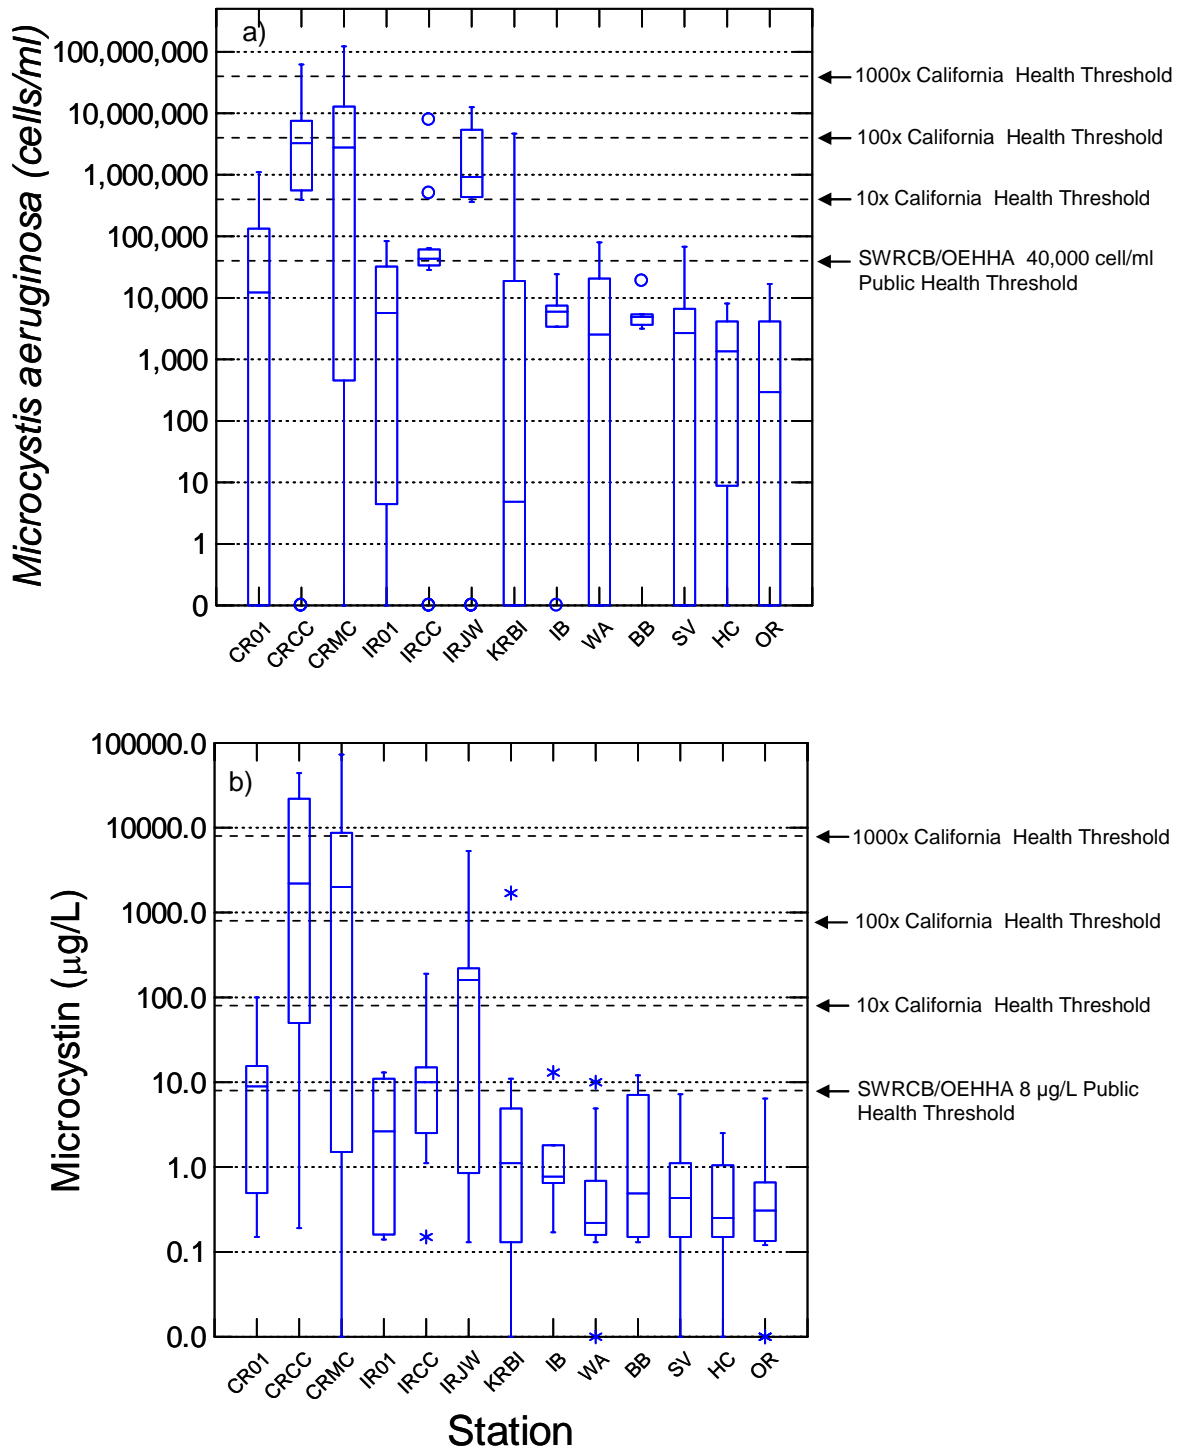 a)
Microcystis aeruginosa (cells/ml)
100,000,000
10,000,000
1,000,000
100,000
10,000
1,000
100
10
1
0
1000x California Health Threshold
100x California Health Threshold
10x California Health Threshold
SWRCB/OEHHA 40,000 cell/ml
Public Health Threshold
CR01
CRCC
CRMC
IR01
IRCC
IRJW
KRBI
IB
WA
BB
SV
HC
OR
b)
Microcystin (µg/L)
100000.0
10000.0
1000.0
100.0
10.0
1.0
0.1
0.0
1000x California Health Threshold
100x California Health Threshold
10x California Health Threshold
SWRCB/OEHHA 8 µg/L Public
Health Threshold
CR01
CRCC
CRMC
IR01
IRCC
IRJW
KRBI
IB
WA
BB
SV
HC
OR
Station